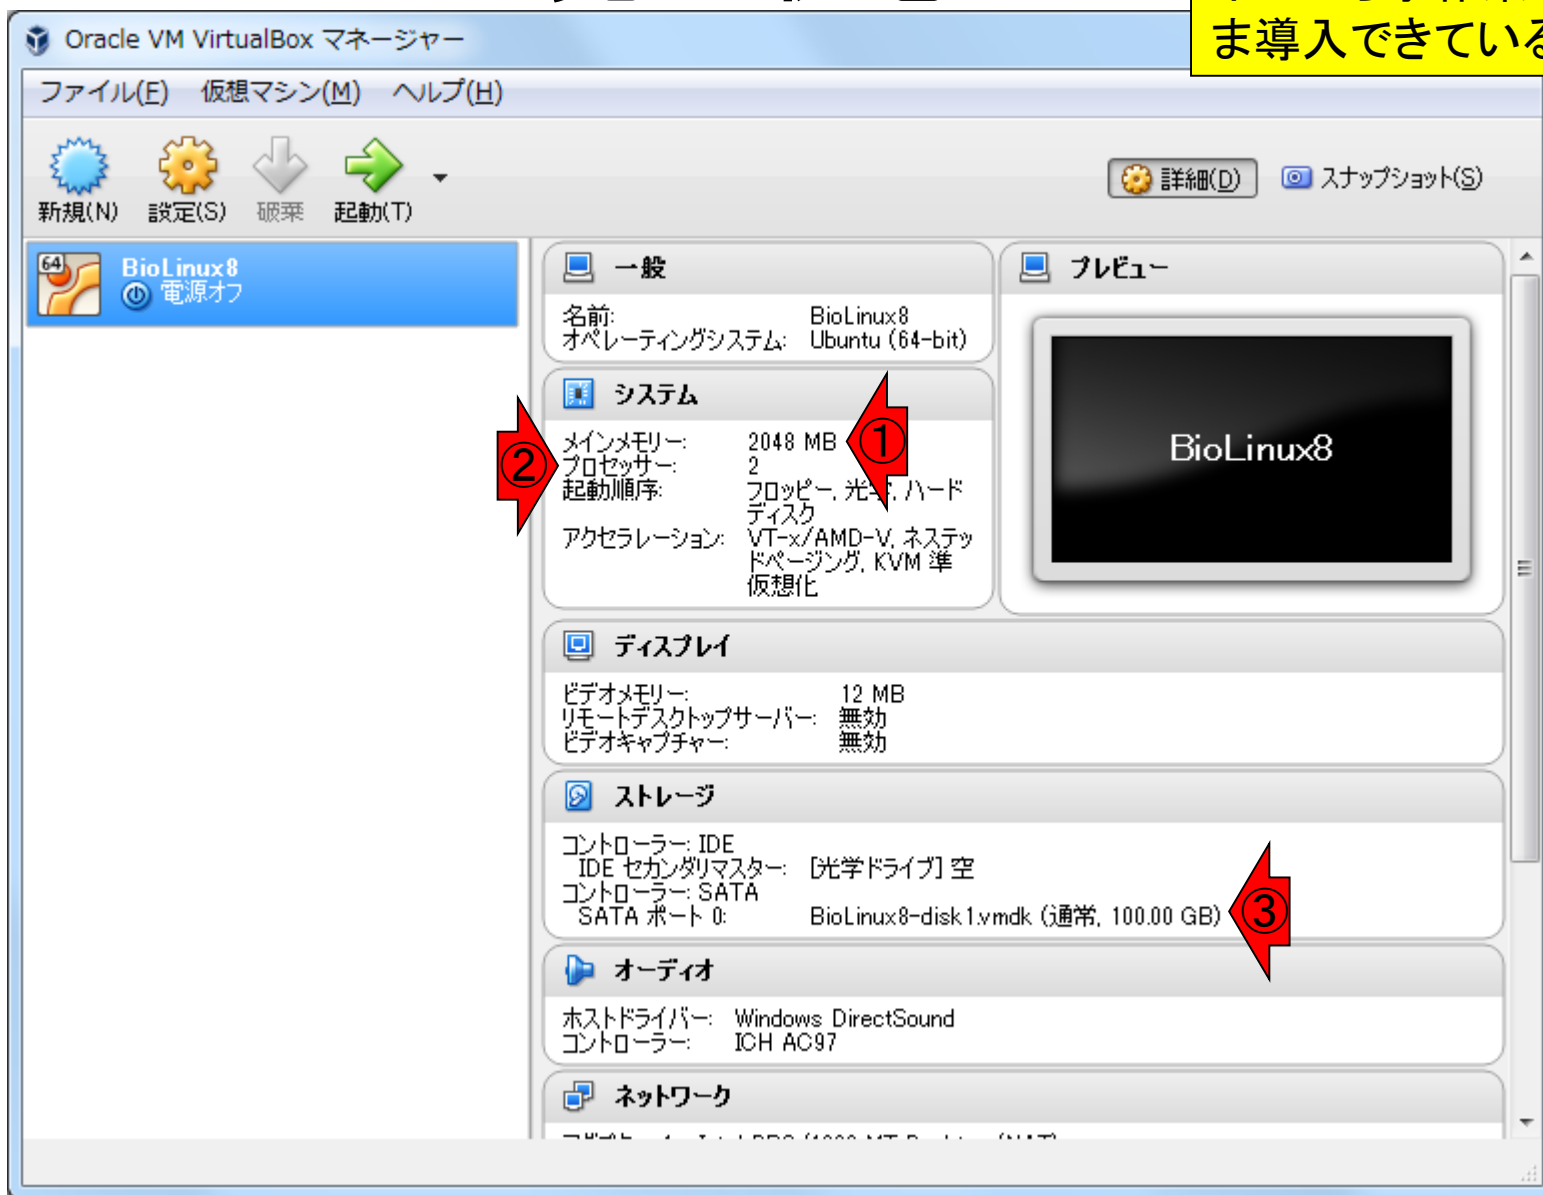 Oracle VM VirtualBox マネージャー
ま導入できている
ファイル(F) 仮想マシン(M) ヘルプ(H)
新規(N) 設定(S) 破棄 起動(T)
詳細(D) スナップショット(S)
64
BioLinux8
電源オフ
一般
名前: BioLinux8
オペレーティングシステム: Ubuntu (64-bit)
プレビュー
BioLinux8
システム
メインメモリー: 2048 MB
①
②
プロセッサー: 2
起動順序: フロッピー, 光学, ハード
ディスク
アクセラレーション: VT-x/AMD-V, ネステッ
ドページング, KVM 準
仮想化
ディスプレイ
ビデオメモリー: 12 MB
リモートデスクトップサーバー: 無効
ビデオキャプチャー: 無効
ストレージ
コントローラー: IDE
IDE セカンダリマスター: [光学ドライブ] 空
コントローラー: SATA
SATA ポート 0: BioLinux8-disk1.vmdk (通常, 100.00 GB)
③
オーディオ
ホストドライバー: Windows DirectSound
コントローラー: ICH AC97
ネットワーク